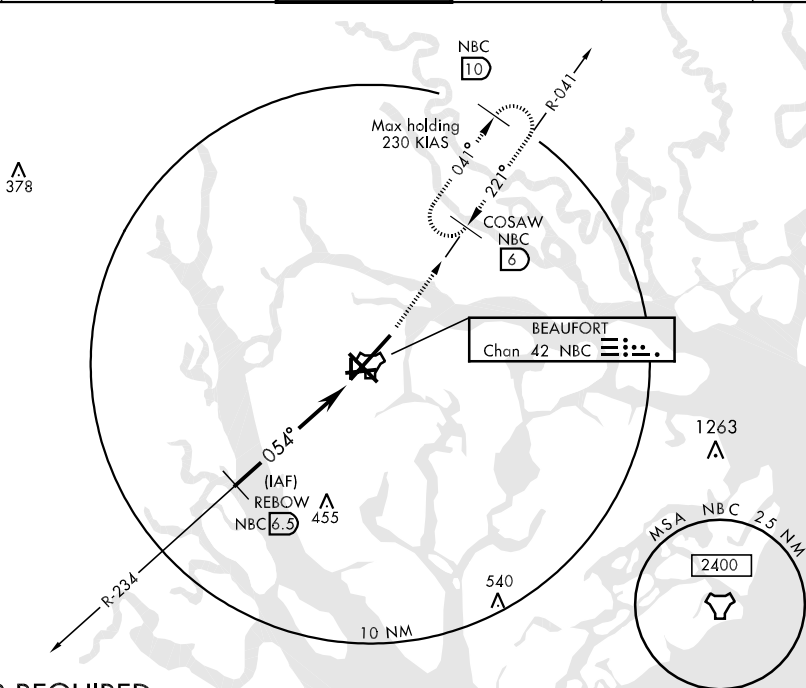 NBC
10
R-041
Max holding
230 KIAS
041°
221°
378
COSAW
NBC
6
BEAUFORT
Chan 42 NBC
054°
(IAF)
REBOW
NBC 6.5
455
1263
MSA NBC 25 NM
2400
R-234
540
10 NM
REQUIRED